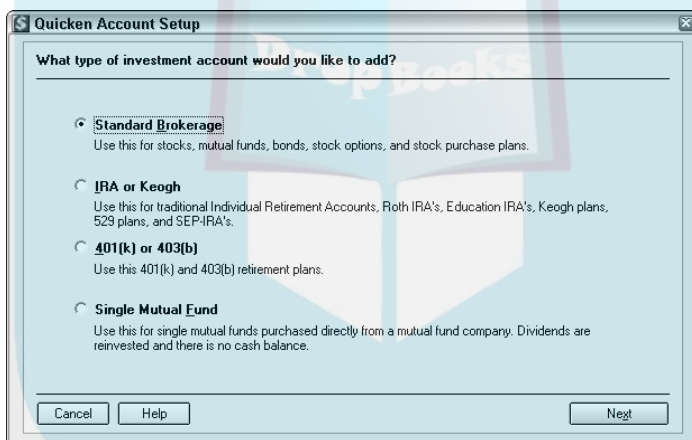 Quicken Account Setup
What type of investment account would you like to add?
Drop Books
Standard Brokerage
Use this for stocks, mutual funds, bonds, stock options, and stock purchase plans.
IRA or Keogh
Use this for traditional Individual Retirement Accounts, Roth IRA's, Education IRA's, Keogh plans,
529 plans, and SEP-IRA's.
401(k) or 403(b)
Use this 401(k) and 403(b) retirement plans.
Single Mutual Fund
Use this for single mutual funds purchased directly from a mutual fund company. Dividends are
reinvested and there is no cash balance.
Cancel
Help
Next